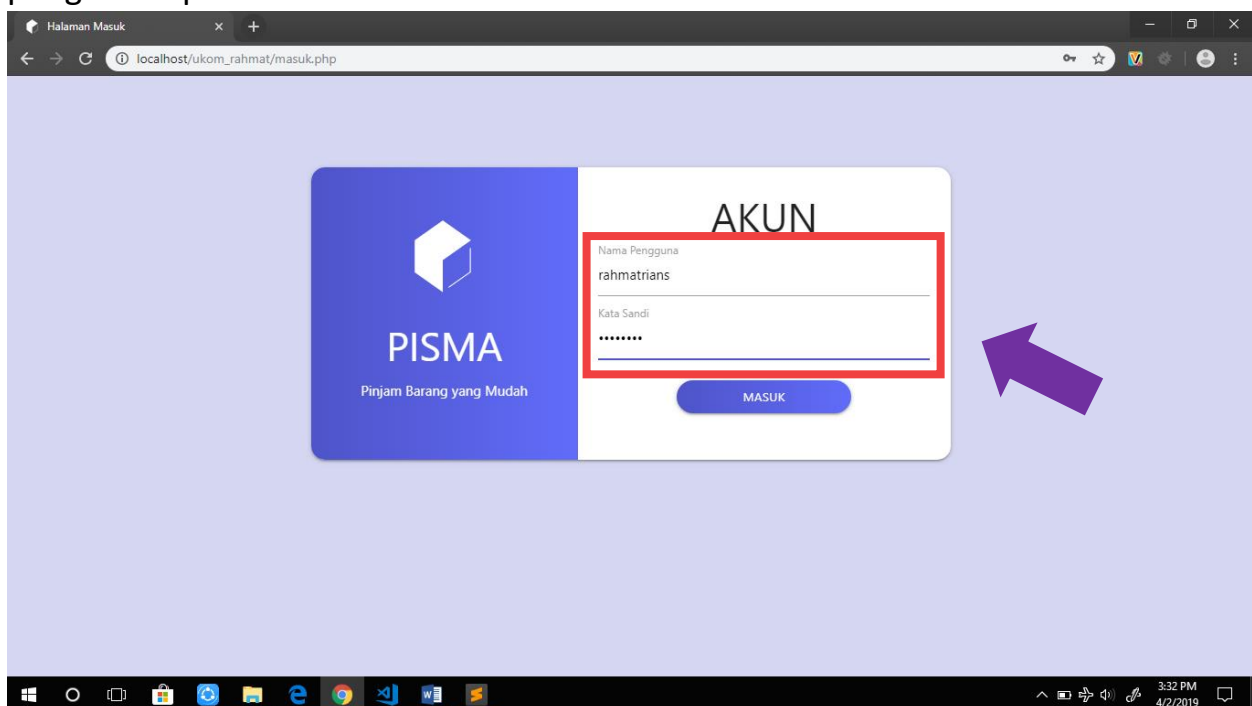 Halaman Masuk
localhost/ukom_rahmat/masuk.php
AKUN
Nama Pengguna
rahmatrians
Kata Sandi
••••••••
PISMA
Pinjam Barang yang Mudah
MASUK
3:32 PM
4/2/2019